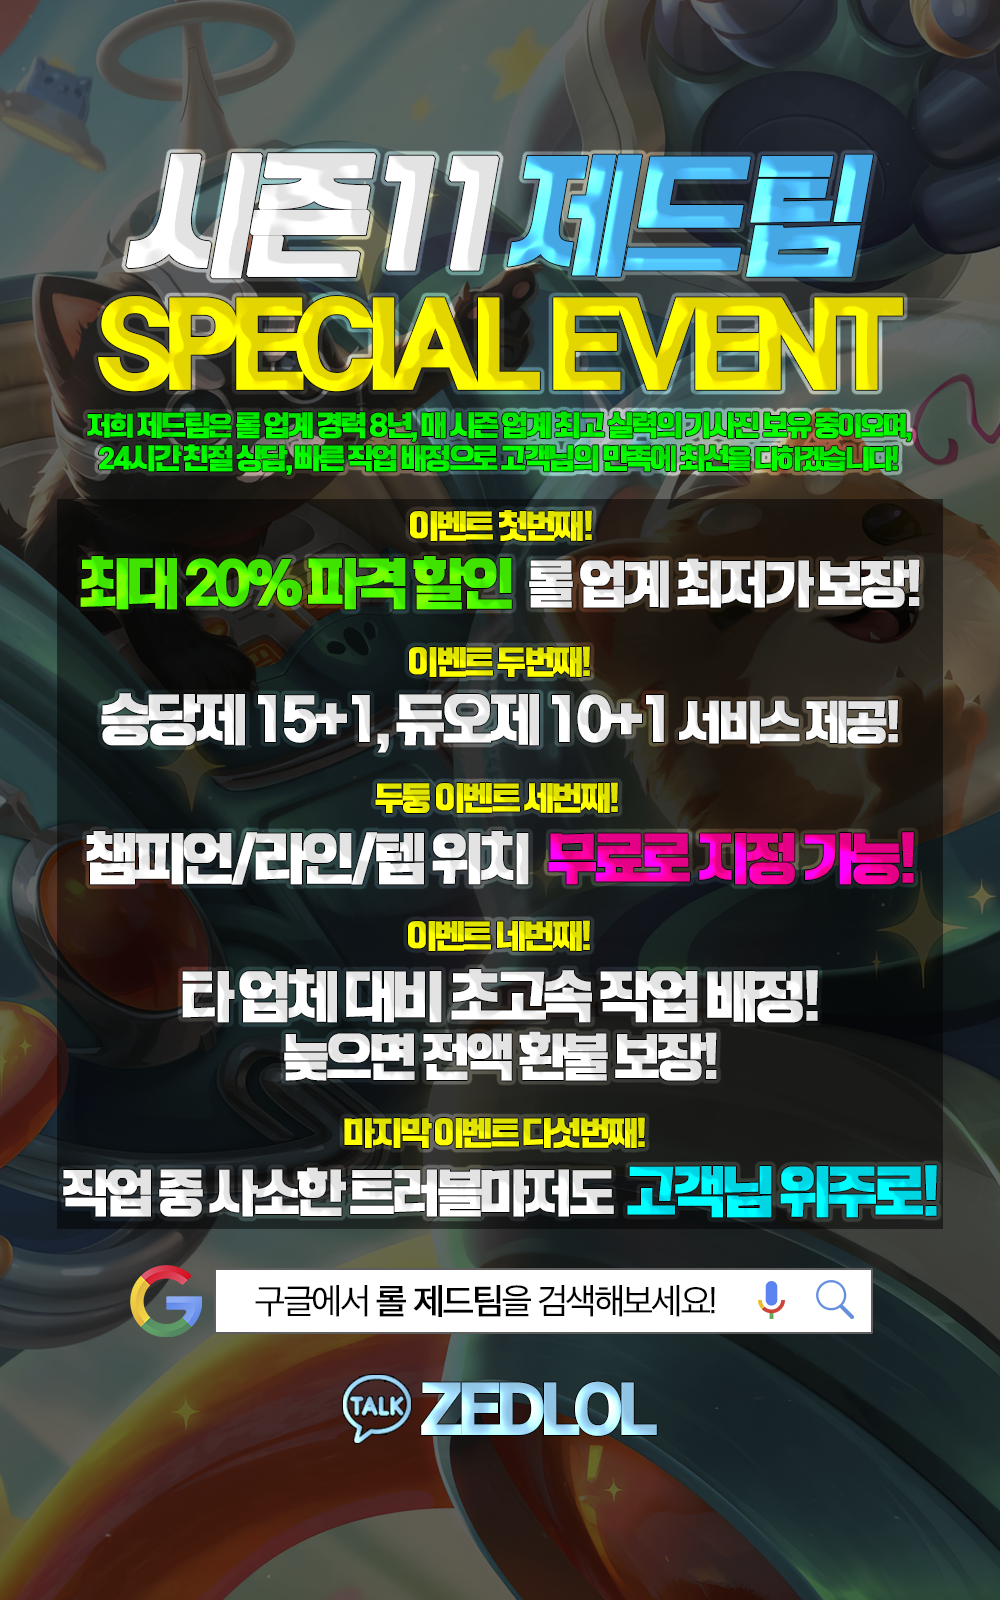 시즌11 제드팀
SPECIAL EVENT
저희 제드팀은 롤 업계 경력 8년, 매 시즌 업계 최고 실력의 기사진 보유 중이오며,
24시간 친절 상담, 빠른 작업 배정으로 고객님의 만족에 최선을 다하겠습니다!
이벤트 첫번째!
최대 20% 파격 할인 롤 업계 최저가 보장!
이벤트 두번째!
승당제 15+1, 듀오제 10+1 서비스 제공!
두둥 이벤트 세번째!
챔피언/라인/템 위치 무료로 지정 가능!
이벤트 네번째!
타 업체 대비 초고속 작업 배정!
늦으면 전액 환불 보장!
마지막 이벤트 다섯번째!
작업 중 사소한 트러블마저도 고객님 위주로!
구글에서 롤 제드팀을 검색해보세요!
TALK ZEDLOL